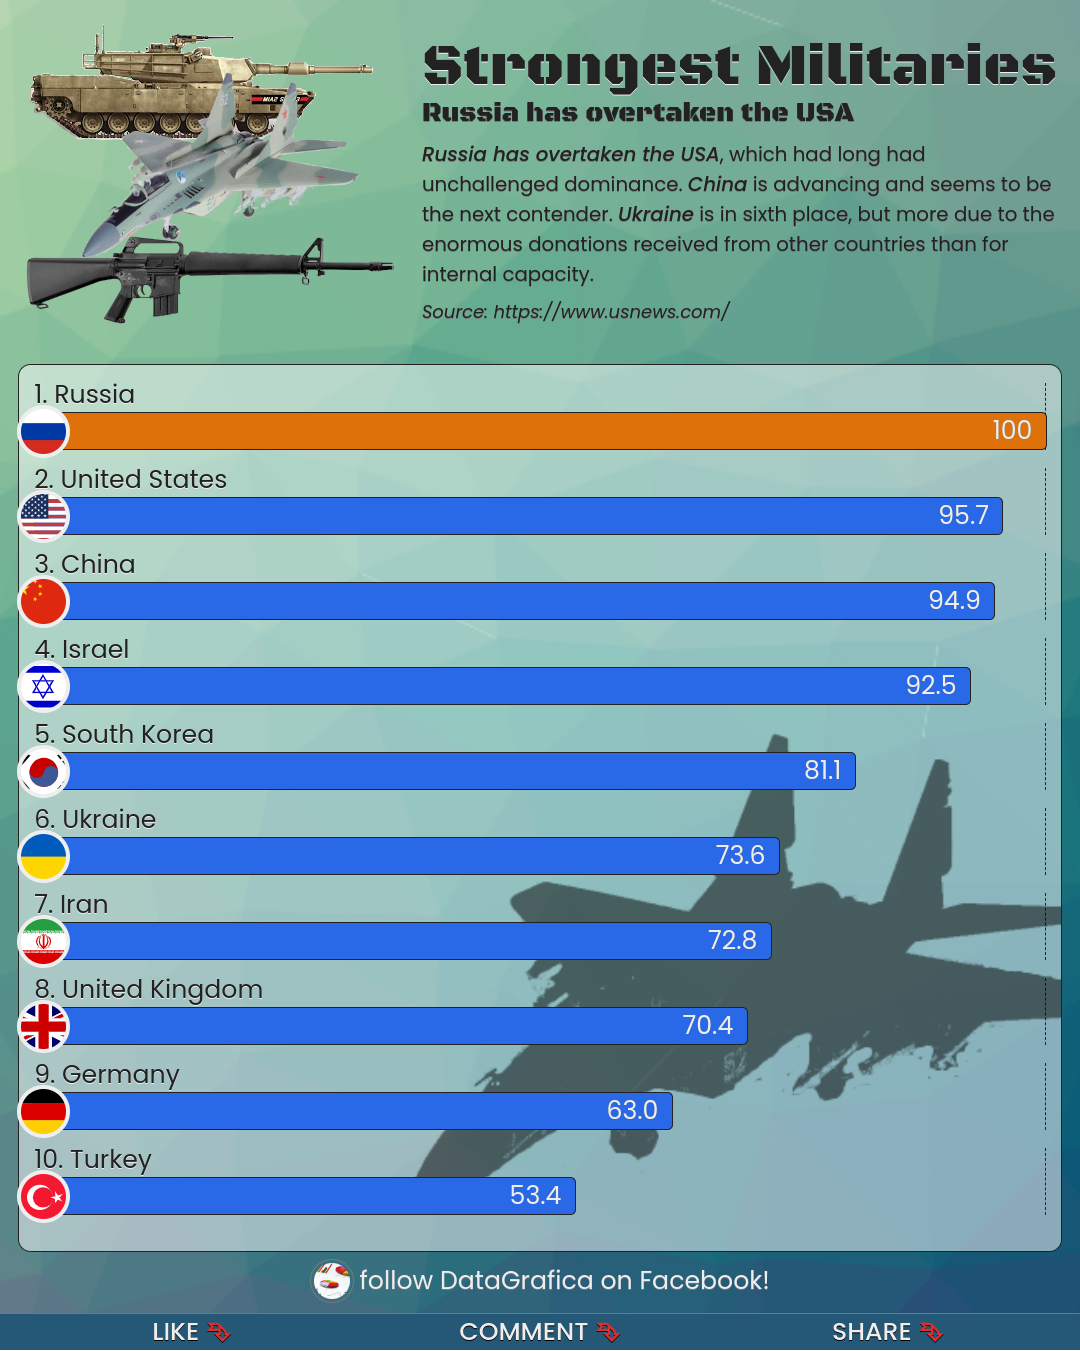 Strongest Militaries
Russia has overtaken the USA
Russia has overtaken the USA, which had long had
unchallenged dominance. China is advancing and seems to be
the next contender. Ukraine is in sixth place, but more due to the
enormous donations received from other countries than for
internal capacity.
Source: https://www.usnews.com/
1. Russia
100
2. United States
95.7
3. China
94.9
4. Israel
92.5
5. South Korea
81.1
6. Ukraine
73.6
7. Iran
72.8
8. United Kingdom
70.4
9. Germany
63.0
10. Turkey
53.4
follow DataGrafica on Facebook!
LIKE COMMENT SHARE